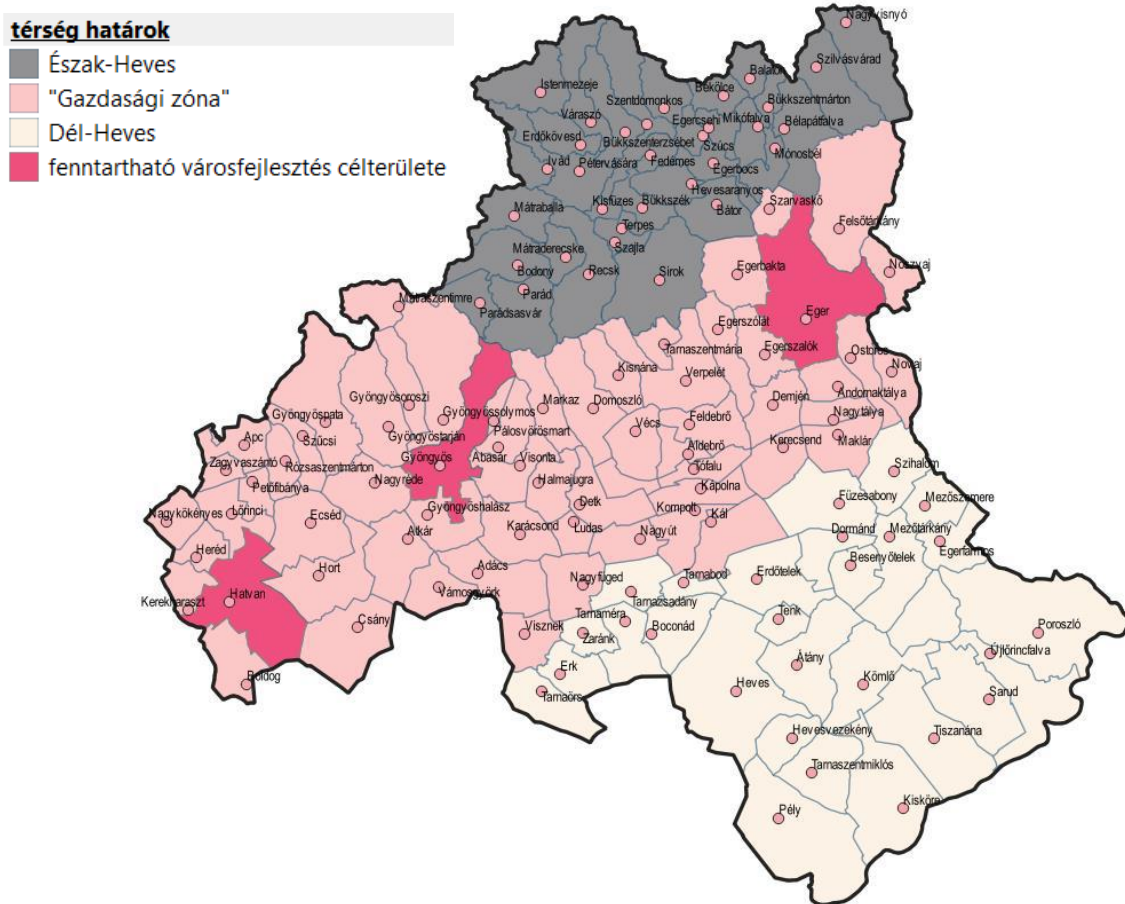 térség határok
Észak-Heves
"Gazdasági zóna"
Dél-Heves
fenntartható városfejlesztés célterülete
Nagyvisnyó
Szilvásvárad
Balaton
Istenmezeje
Bekölce
Szentdomonkos
Bükkszentmárton
Váraszó
Egercsehi
Mikófalva
Bélapátfalva
Erdőkövesd
Bükkszenterzsébet
Szúcs
Mónosbél
Ivád
Pétervására
Fedémes
Egerbocs
Hevesaranyos
Szarvaskő
Mátraballa
Kisfüzes
Bükkszék
Bátor
Felsőtárkány
Terpes
Szajla
Mátraderecske
Bodony
Recsk
Sirok
Egerbakta
Noszvaj
Parád
Mátraszentimre
Parádsasvár
Eger
Egerszólát
Tarnaszentmária
Egerszalók
Ostoros
Kisnána
Verpelét
Novaj
Andornaktálya
Gyöngyösoroszi
Markaz
Domoszló
Demjén
Nagytálya
Gyöngyöspata
Gyöngyössolymos
Gyöngyöstarján
Pálosvörösmart
Vécs
Feldebrő
Maklár
Apc
Szűcsi
Abasár
Kerecsend
Zagyvaszántó
Rózsaszentmárton
Gyöngyös
Visonta
Aldebrő
Tófalu
Szihalom
Petőfibánya
Nagyréde
Halmajugra
Kápolna
Füzesabony
Mezőszemere
Nagykökényes
Lőrinci
Ecséd
Gyöngyöshalász
Detk
Ludas
Kompolt
Kál
Atkár
Karácsond
Nagyút
Dormánd
Mezőtárkány
Egerfarmos
Heréd
Besenyőtelek
Hort
Adács
Nagyfüged
Tarnabod
Erdőtelek
Kerekharaszt
Hatvan
Vámosgyörk
Tarnazsadány
Csány
Visznek
Tarnaméra
Zaránk
Boconád
Tenk
Poroszló
Újlőrincfalva
Boldog
Erk
Tarnaörs
Átány
Heves
Kömlő
Sarud
Hevesvezekény
Tiszanána
Tarnaszentmiklós
Pély
Kisköre